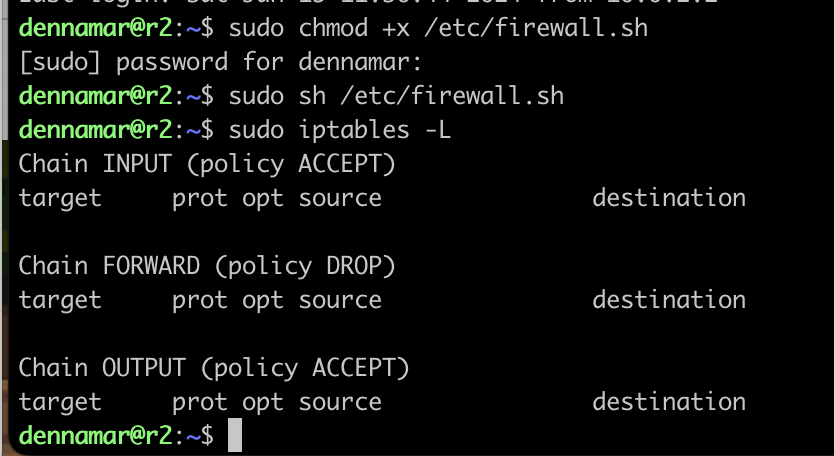 dennamar@r2:~$ sudo chmod +x /etc/firewall.sh
[sudo] password for dennamar:
dennamar@r2:~$ sudo sh /etc/firewall.sh
dennamar@r2:~$ sudo iptables -L
Chain INPUT (policy ACCEPT)
target     prot opt source               destination
Chain FORWARD (policy DROP)
target     prot opt source               destination
Chain OUTPUT (policy ACCEPT)
target     prot opt source               destination
dennamar@r2:~$